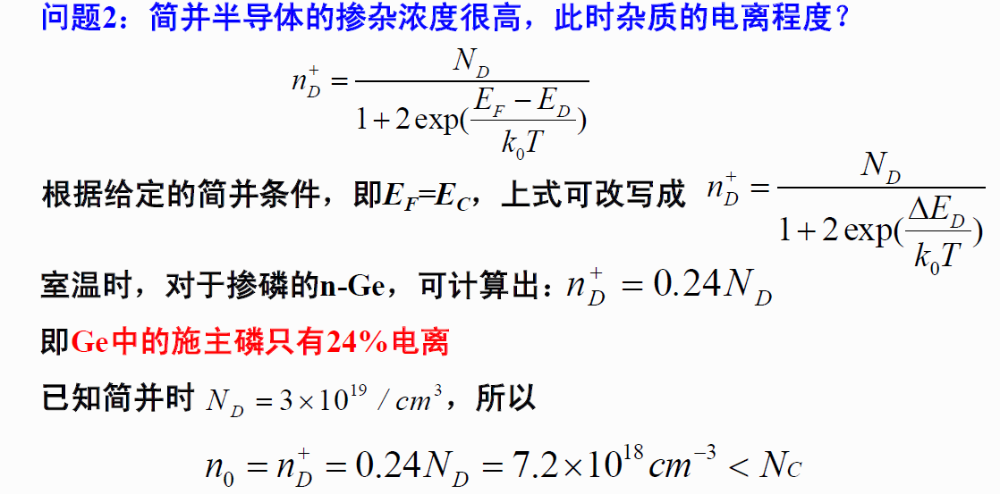 问题2：简并半导体的掺杂浓度很高，此时杂质的电离程度？
n_D^+ = \frac{N_D}{1+2\exp(\frac{E_F-E_D}{k_0T})}
根据给定的简并条件，即E_F=E_C，上式可改写成 n_D^+ = \frac{N_D}{1+2\exp(\frac{\Delta E_D}{k_0T})}
室温时，对于掺磷的n-Ge，可计算出：n_D^+ = 0.24N_D
即Ge中的施主磷只有24%电离
已知简并时 N_D = 3×10^{19} / cm^3，所以
n_0 = n_D^+ = 0.24N_D = 7.2×10^{18} cm^{-3} < N_C